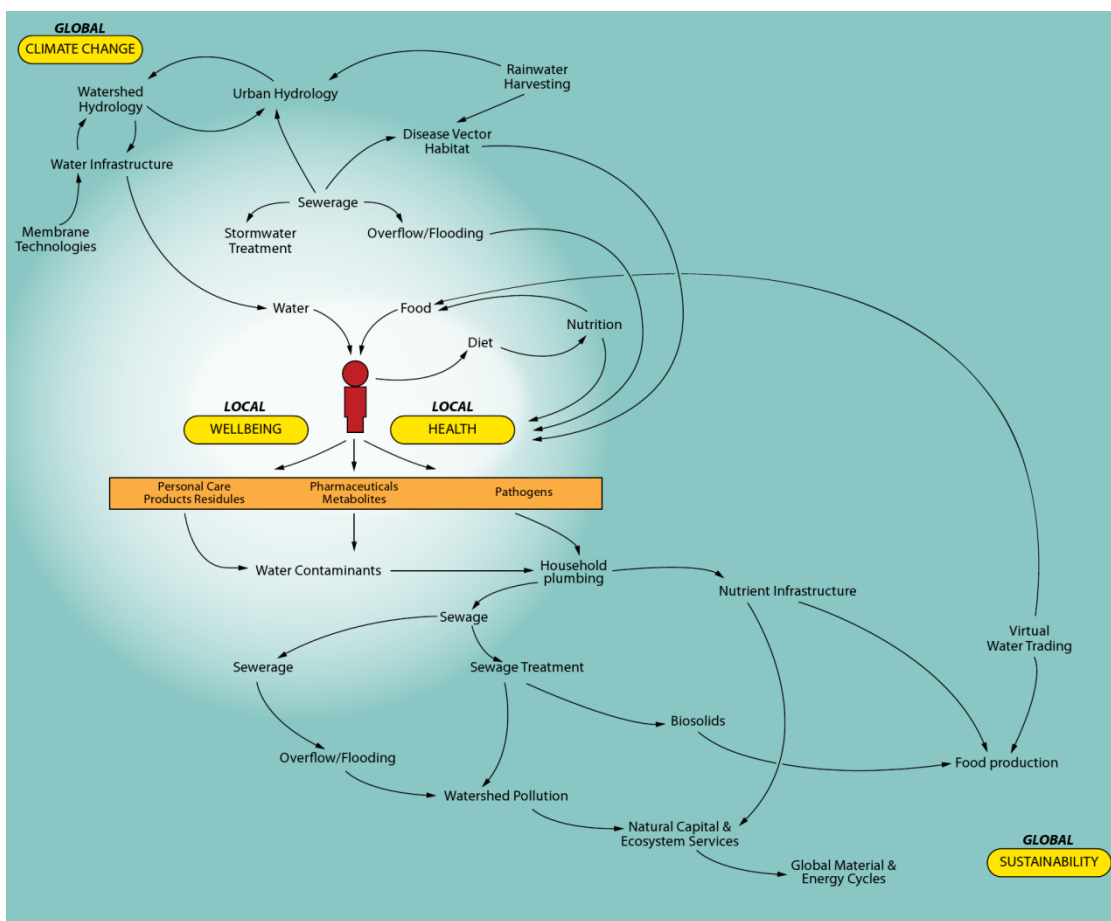 GLOBAL
CLIMATE CHANGE
Watershed
Hydrology
Urban Hydrology
Rainwater
Harvesting
Disease Vector
Habitat
Water Infrastructure
Sewerage
Membrane
Technologies
Stormwater
Treatment
Overflow/Flooding
Water
Food
Nutrition
Diet
LOCAL
WELLBEING
LOCAL
HEALTH
Personal Care
Products Residules
Pharmaceuticals
Metabolites
Pathogens
Water Contaminants
Household
plumbing
Nutrient Infrastructure
Sewage
Virtual
Water Trading
Sewerage
Sewage Treatment
Biosolids
Overflow/Flooding
Food production
Watershed Pollution
Natural Capital &
Ecosystem Services
GLOBAL
SUSTAINABILITY
Global Material &
Energy Cycles